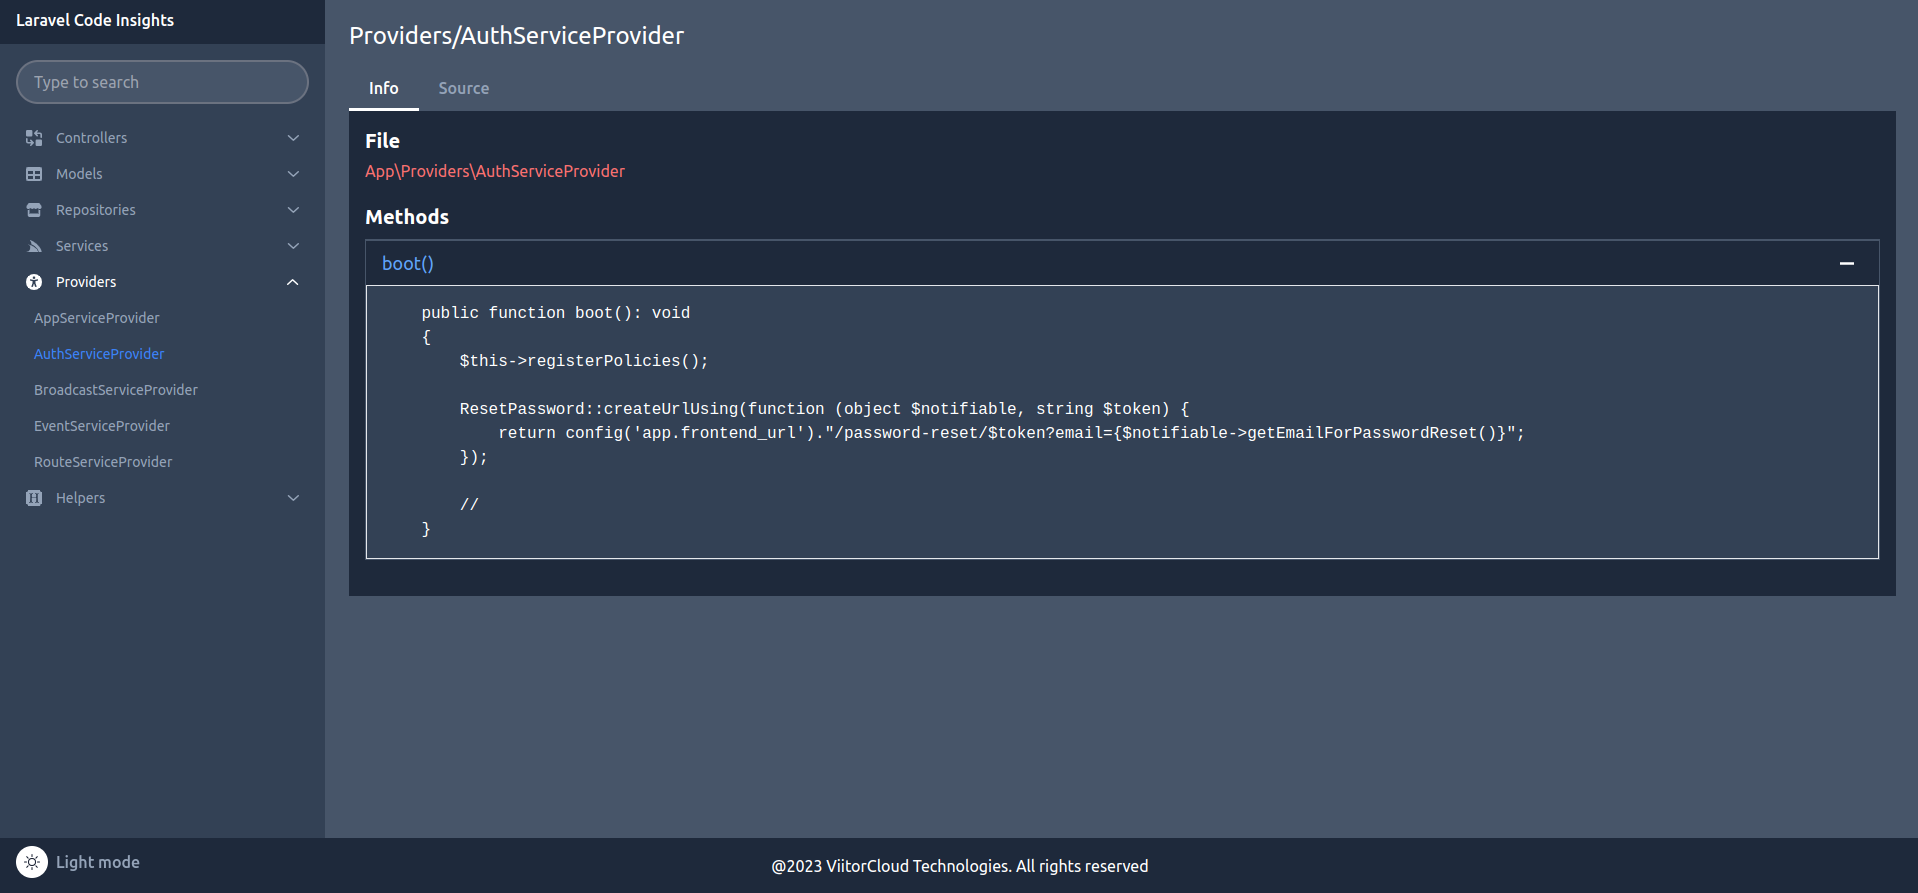 Laravel Code Insights
Type to search
Controllers
Models
Repositories
Services
Providers
AppServiceProvider
AuthServiceProvider
BroadcastServiceProvider
EventServiceProvider
RouteServiceProvider
Helpers
Light mode
Providers/AuthServiceProvider
Info Source
File
App\Providers\AuthServiceProvider
Methods
boot()
public function boot(): void
{
$this->registerPolicies();
ResetPassword::createUrlUsing(function (object $notifiable, string $token) {
return config('app.frontend_url')."/password-reset/$token?email={$notifiable->getEmailForPasswordReset()}";
});
//
}
@2023 ViitorCloud Technologies. All rights reserved